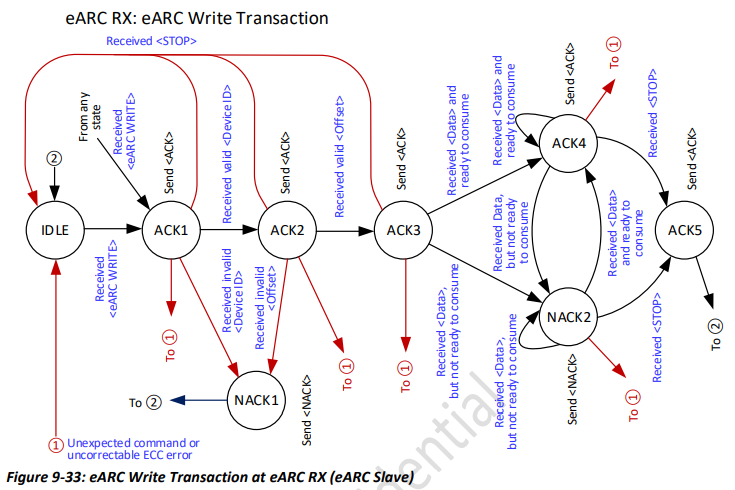 eARC RX: eARC Write Transaction
Received <STOP>
From any
state
Received
<eARC WRITE>
Send <ACK>
Received valid <Device ID>
Send <ACK>
Received valid <Offset>
Send <ACK>
Received <Data> and
ready to consume
Received <Data> and
ready to consume
Send <ACK>
To ①
Received <STOP>
Send <ACK>
②
IDLE
ACK1
ACK2
ACK3
ACK4
ACK5
Received
<eARC WRITE>
Received invalid
<Device ID>
Received invalid
<Offset>
Received Data,
but not ready
to consume
Received <Data>
and ready to
consume
Received <Data>,
but not ready to consume
Received <Data>,
but not ready to consume
NACK2
Received <STOP>
To ②
To ①
To ①
To ①
To ①
To ②
NACK1
Send <NACK>
Send <NACK>
① Unexpected command or
uncorrectable ECC error
Figure 9-33: eARC Write Transaction at eARC RX (eARC Slave)